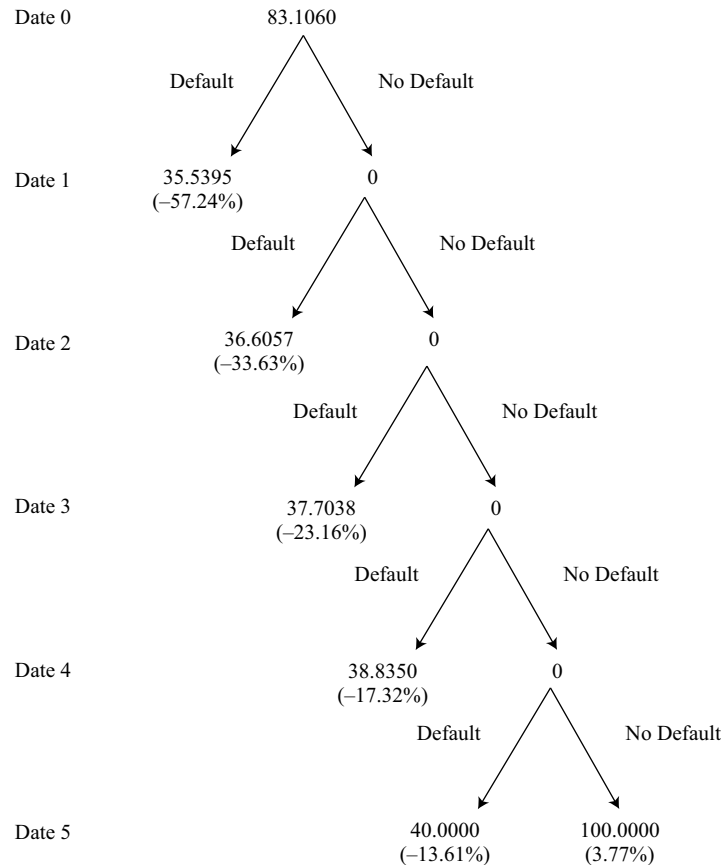 Date 0 83.1060
Default No Default
Date 1 35.5395 0
(–57.24%)
Default No Default
Date 2 36.6057 0
(–33.63%)
Default No Default
Date 3 37.7038 0
(–23.16%)
Default No Default
Date 4 38.8350 0
(–17.32%)
Default No Default
Date 5 40.0000 100.0000
(–13.61%) (3.77%)